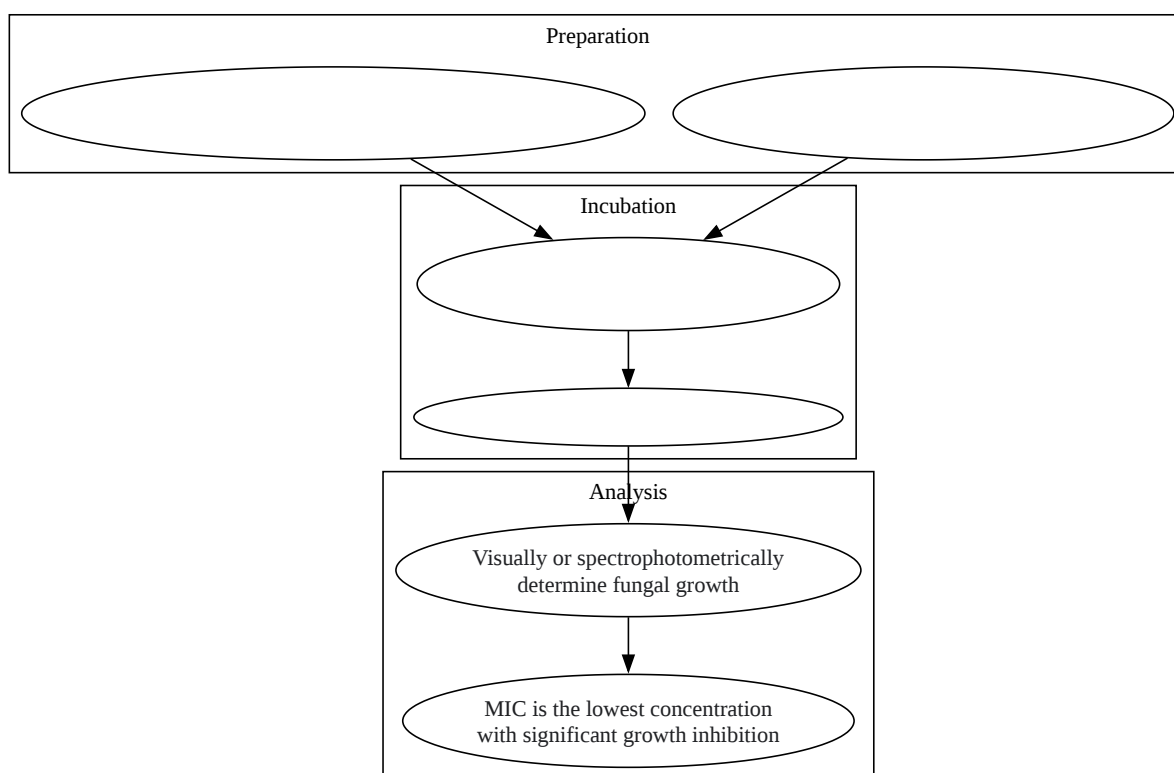 Preparation
Incubation
Analysis
Visually or spectrophotometrically
determine fungal growth
MIC is the lowest concentration
with significant growth inhibition